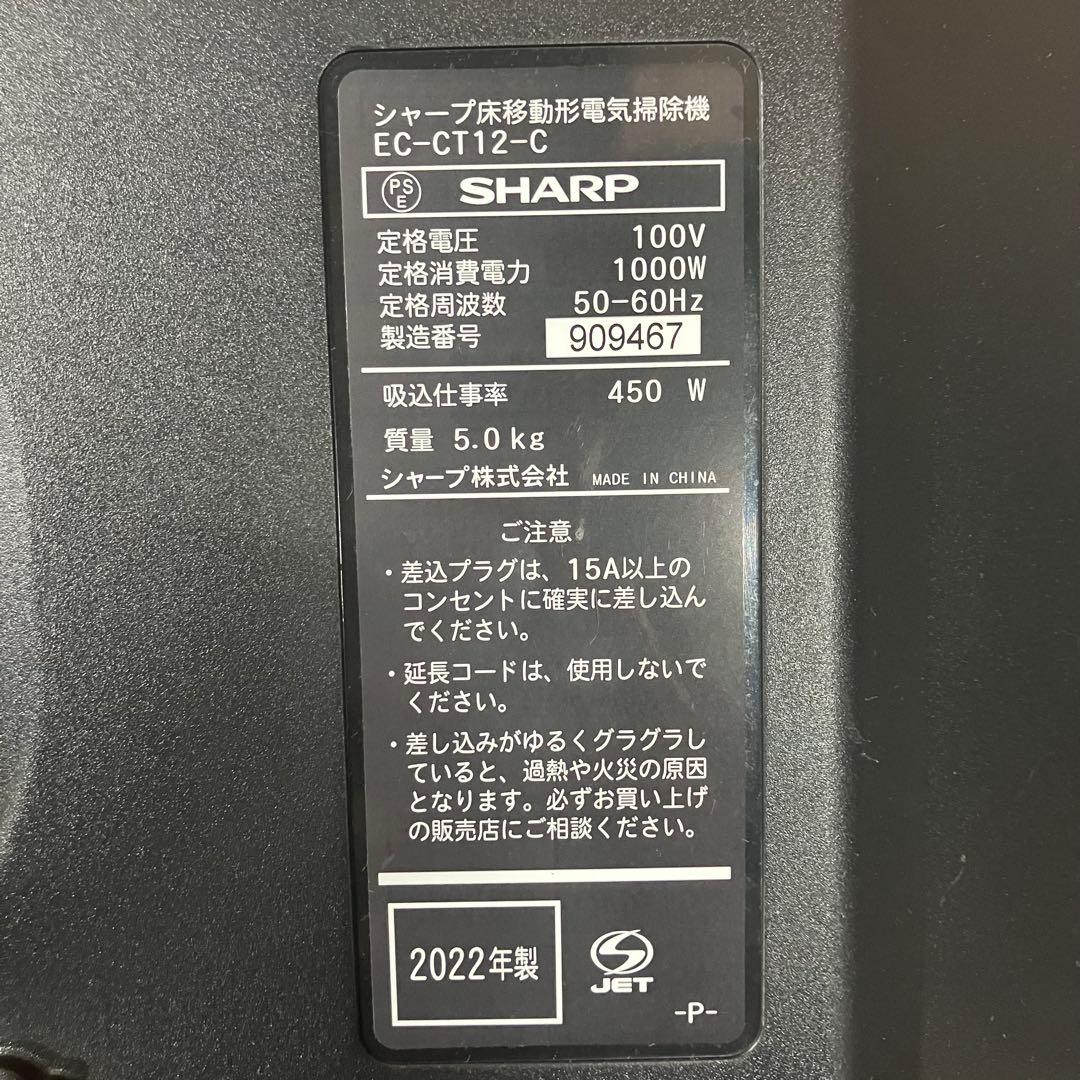 シャープ床移動形電気掃除機
EC-CT12-C
PS
E
SHARP
定格電圧 100V
定格消費電力 1000W
定格周波数 50-60Hz
製造番号 909467
吸込仕事率 450 W
質量 5.0kg
シャープ株式会社 MADE IN CHINA
ご注意
・差込プラグは、15A以上の
コンセントに確実に差し込ん
でください。
・延長コードは、使用しないで
ください。
・差し込みがゆるくグラグラし
ていると、過熱や火災の原因
となります。必ずお買い上げ
の販売店にご相談ください。
2022年製
S
JET
-P-